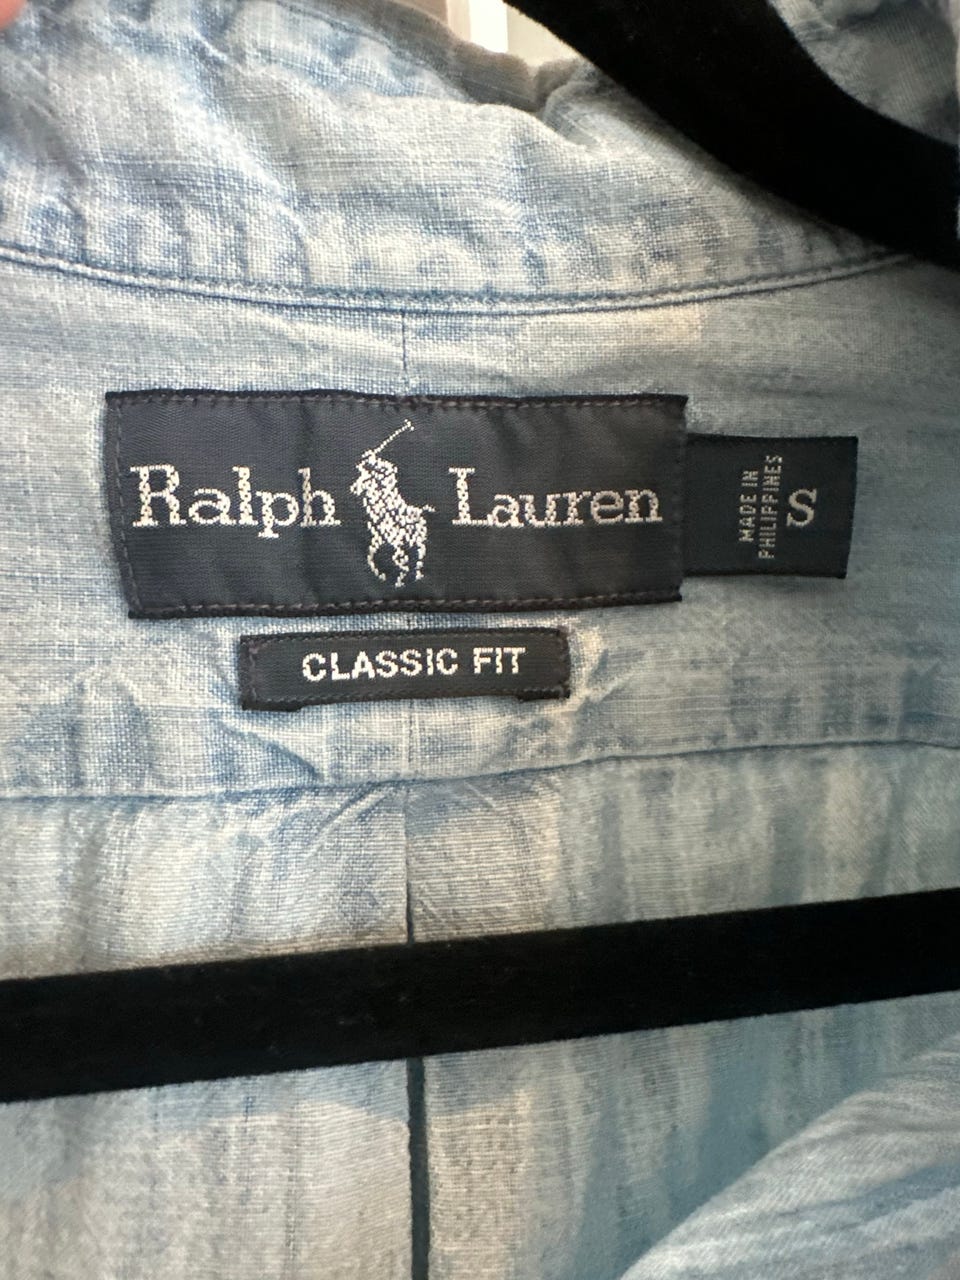 Ralph Lauren
MADE IN
PHILIPPINES
S
CLASSIC FIT